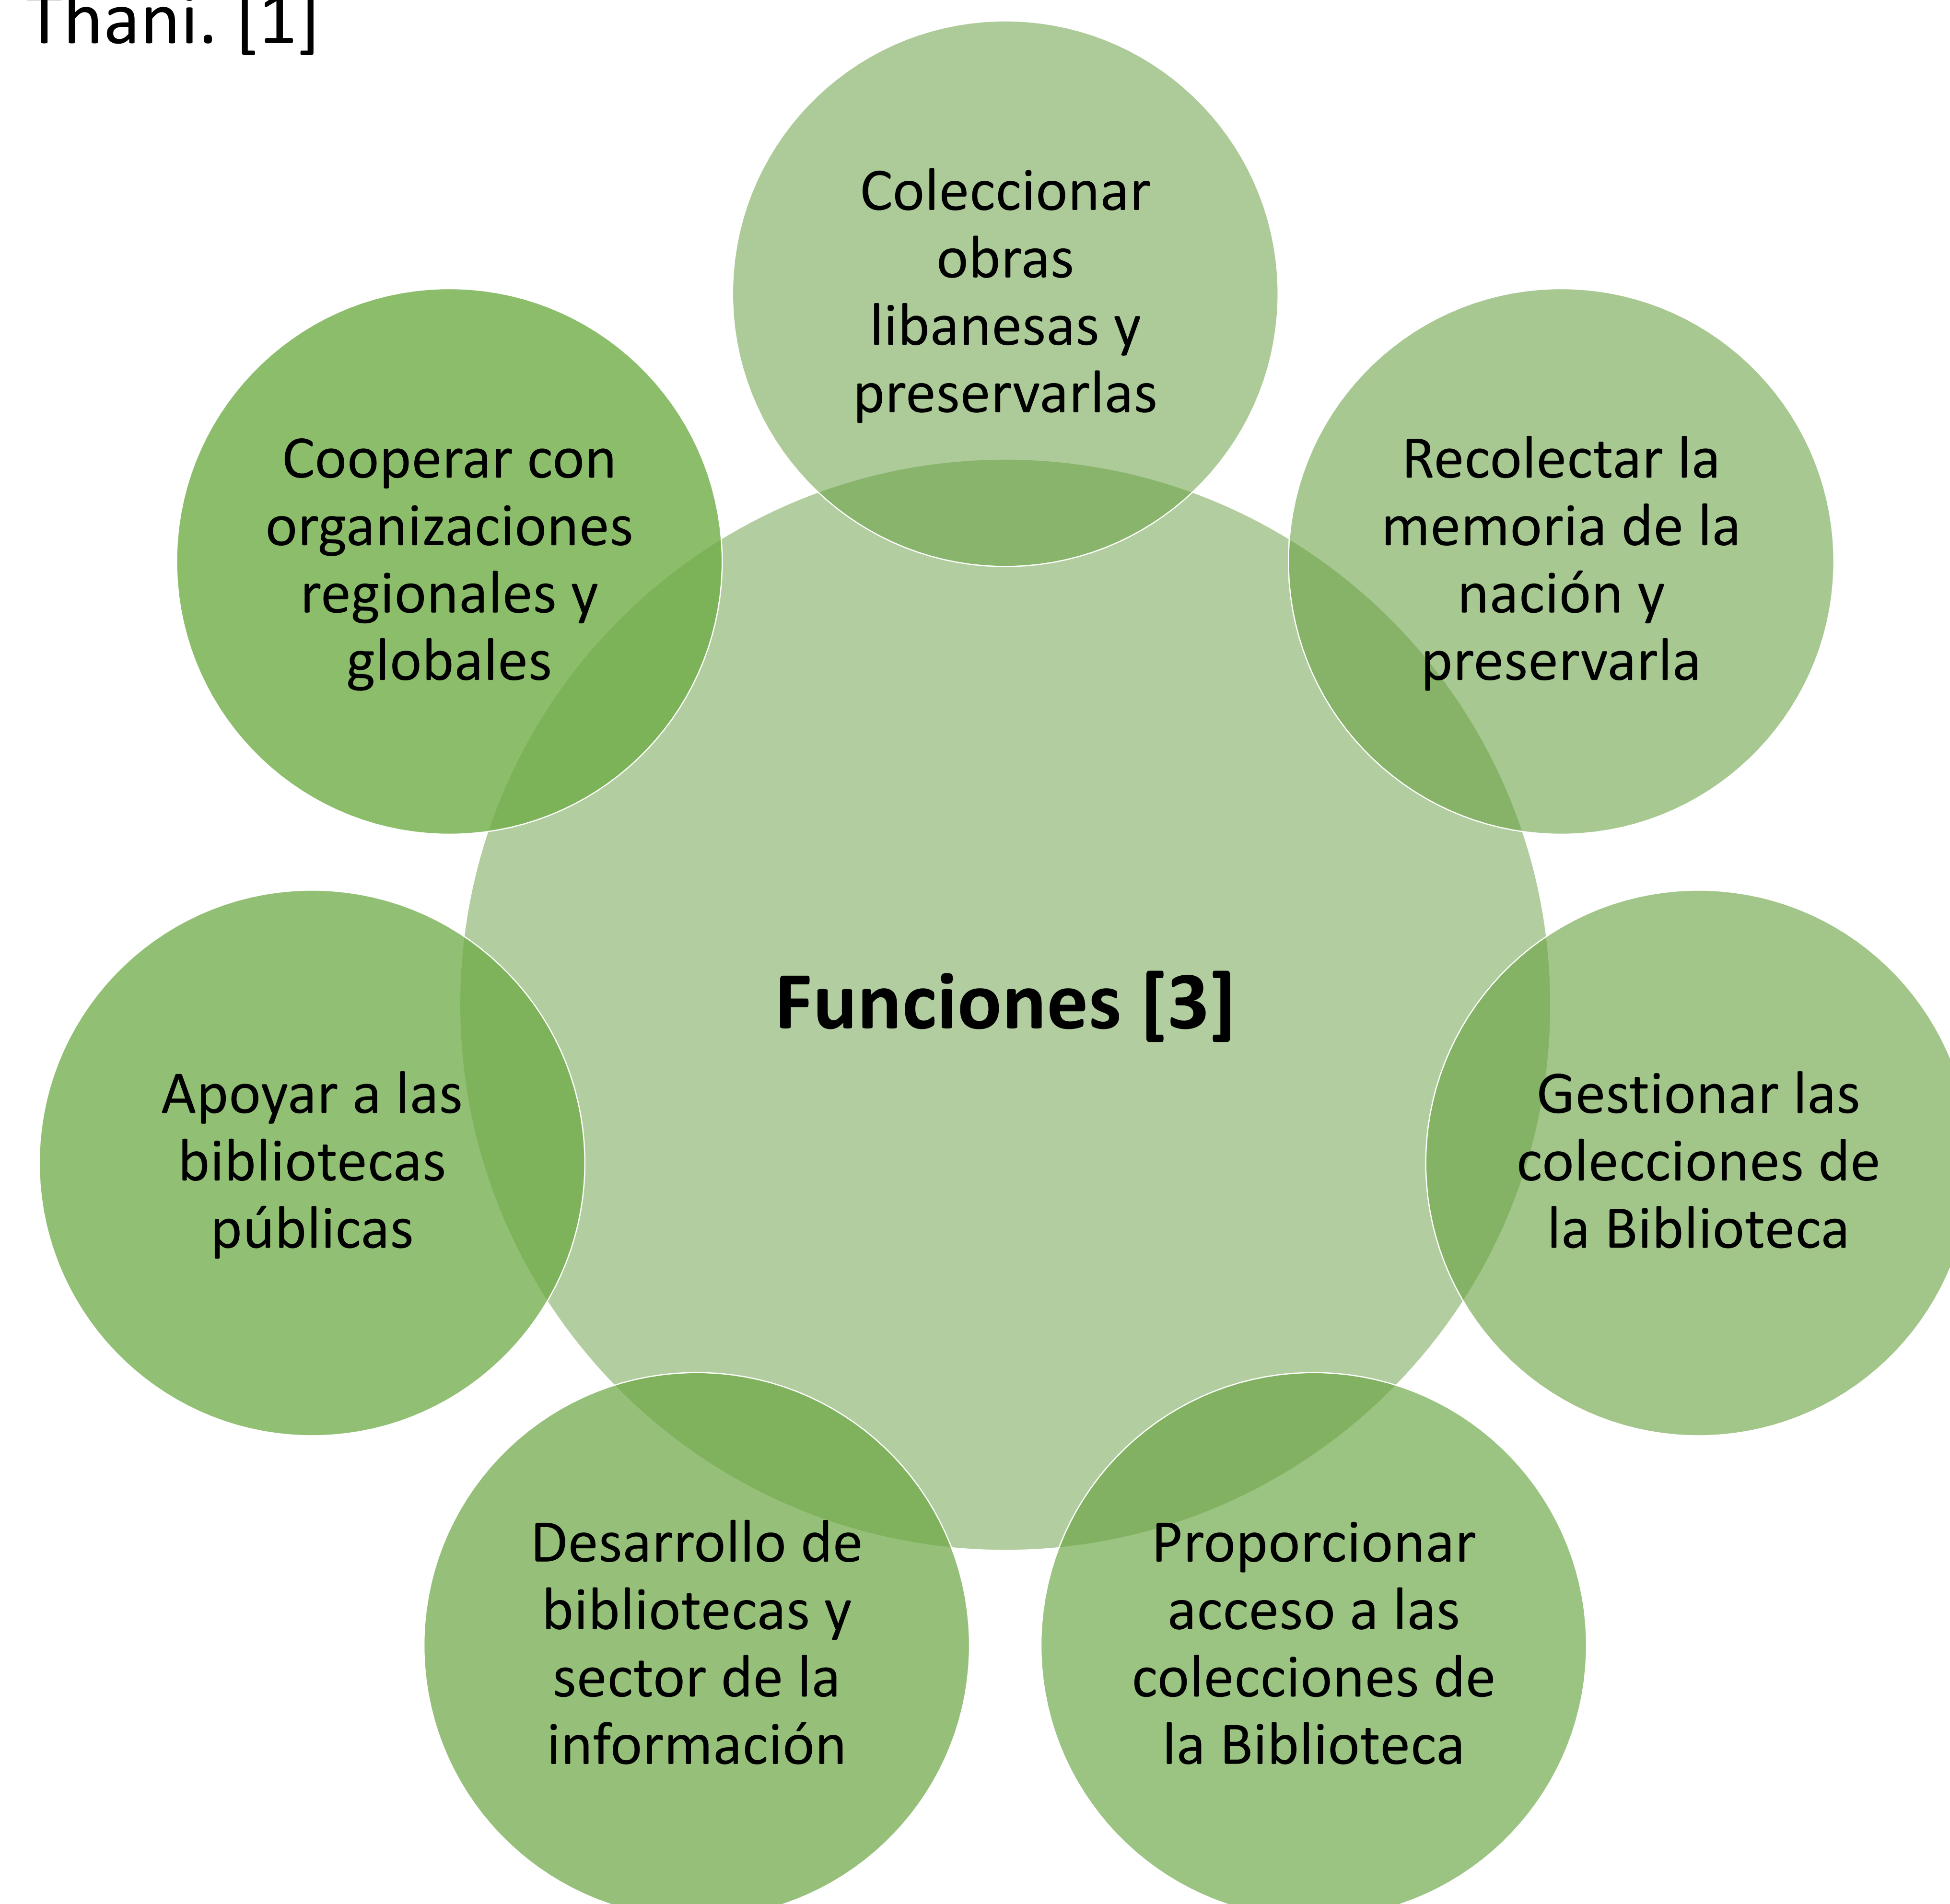 Thani. [1]
Coleccionar
obras
libanesas y
preservarlas
Recolectar la
memoria de la
nación y
preservarla
Gestionar las
colecciones de
la Biblioteca
Proporcionar
acceso a las
colecciones de
la Biblioteca
Desarrollo de
bibliotecas y
sector de la
información
Apoyar a las
bibliotecas
públicas
Cooperar con
organizaciones
regionales y
globales
Funciones [3]